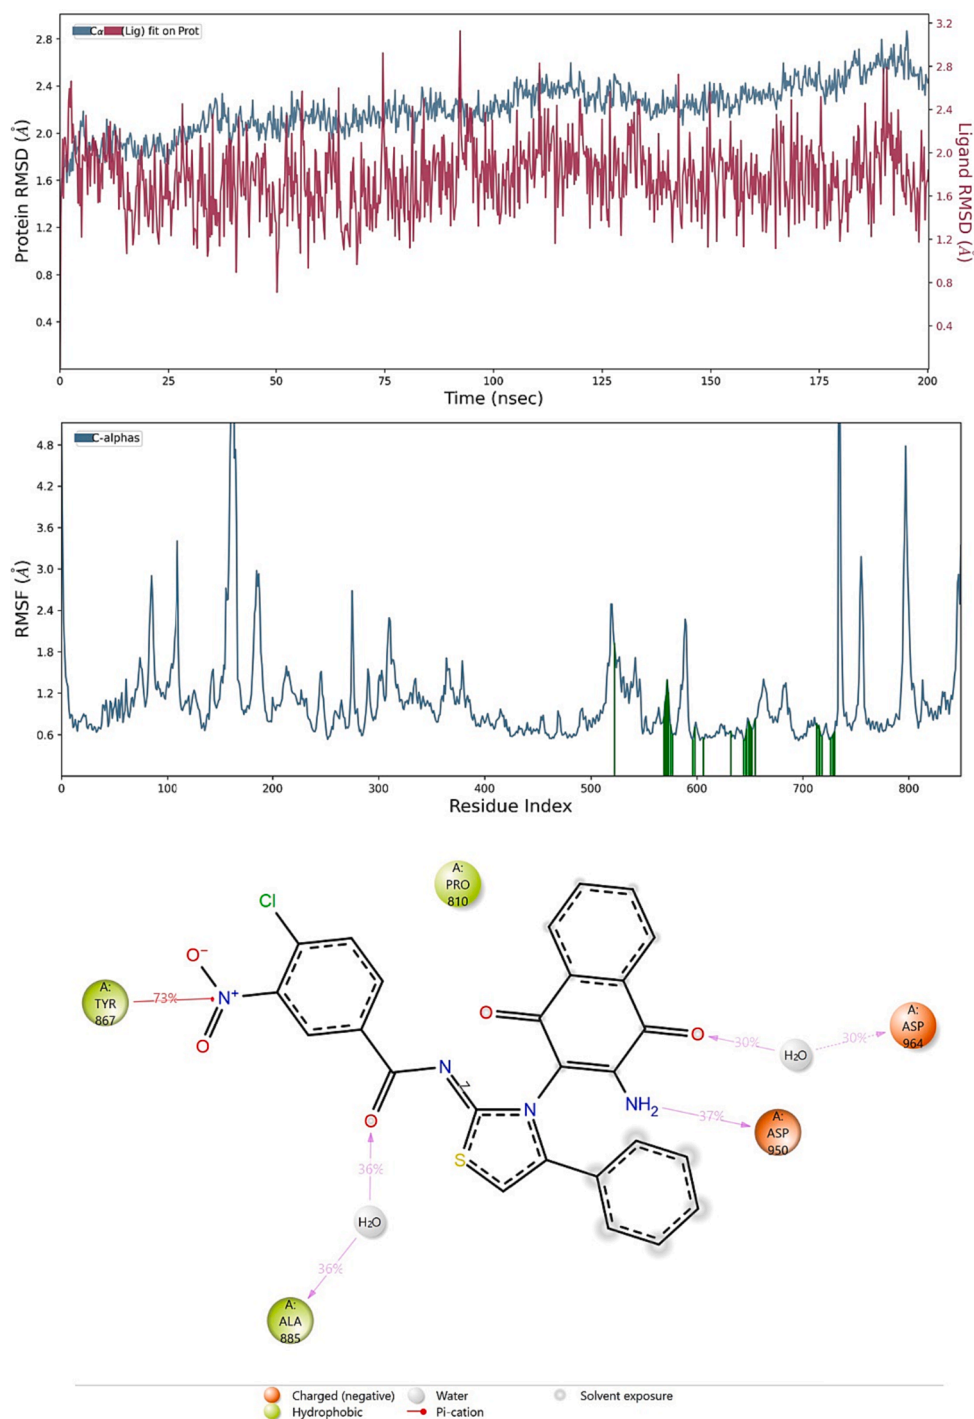 Cα (Lig) fit on Prot
3.2
2.8
2.8
2.4
2.4
2.0
2.0
1.6
1.6
1.2
1.2
0.8
0.8
0.4
0.4
Protein RMSD (Å)
Ligand RMSD (Å)
0 25 50 75 100 125 150 175 200
Time (nsec)
C-alphas
4.8
4.2
3.6
3.0
2.4
1.8
1.2
0.6
RMSF (Å)
0 100 200 300 400 500 600 700 800
Residue Index
A:
PRO
810
Cl
O⁻
A:
TYR
867
73%
N⁺
O
O
O
30%
H₂O
30%
A:
ASP
964
N
Z
N
NH₂
37%
A:
ASP
950
O
S
36%
H₂O
36%
A:
ALA
885
Charged (negative) Water Solvent exposure
Hydrophobic Pi-cation